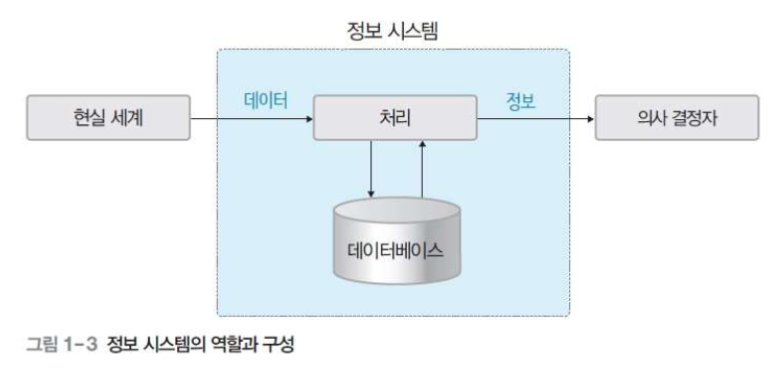 정보 시스템
데이터
정보
현실 세계
처리
의사 결정자
데이터베이스
그림 1-3 정보 시스템의 역할과 구성